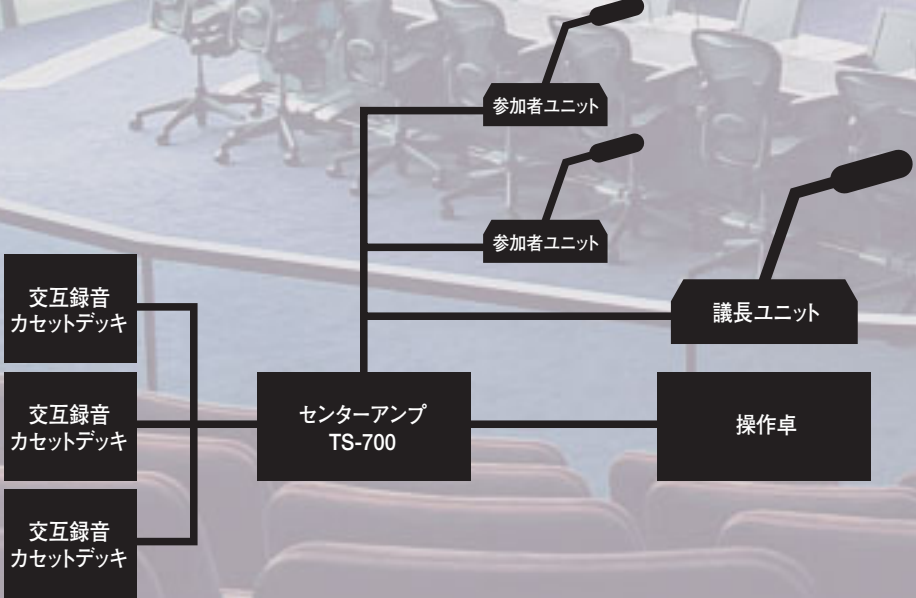 参加者ユニット
参加者ユニット
議長ユニット
交互録音
カセットデッキ
交互録音
カセットデッキ
交互録音
カセットデッキ
センターアンプ
TS-700
操作卓